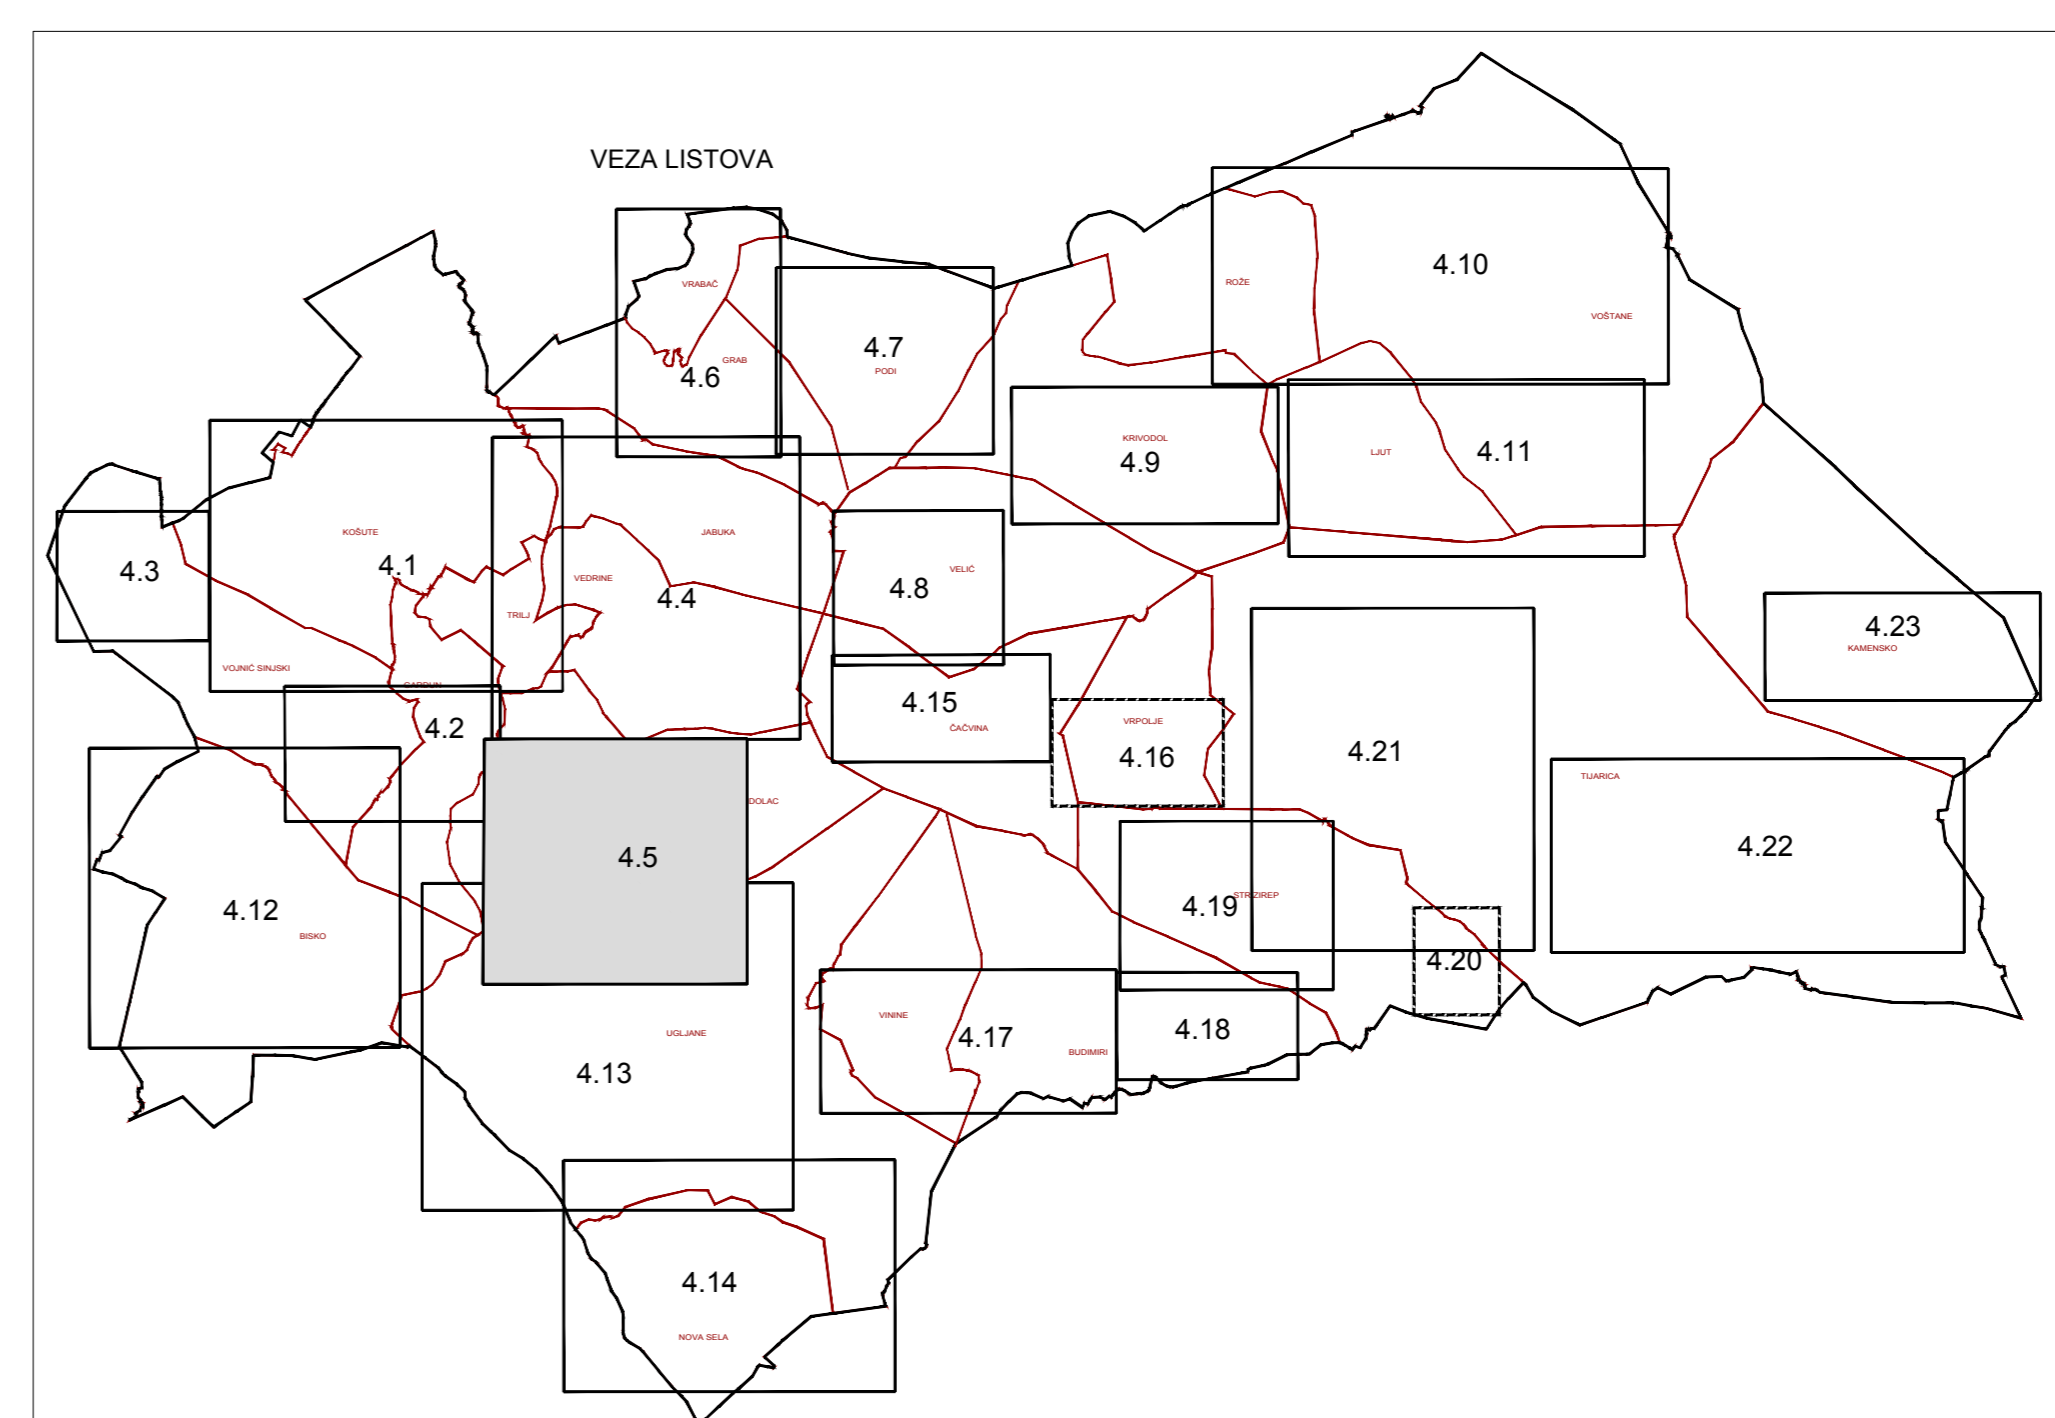 VEZA LISTOVA
4.10
ROŽE
VRABAČ
VOŠTANE
4.7
GRAB
PODI
4.6
KRIVODOL
4.9
LJUT
4.11
KOŠUTE
JABUKA
4.3
4.1
VEDRINE
4.4
4.8
VELIĆ
TRILJ
4.23
KAMENSKO
VOJNIĆ SINJSKI
GARDUN
4.2
4.15
ČAČVINA
VRPOLJE
4.16
4.21
TIJARICA
DOLAC
4.5
4.22
4.12
BISKO
4.19
STRIZIREP
4.20
VININE
UGLJANE
4.17
BUDIMIRI
4.18
4.13
4.14
NOVA SELA